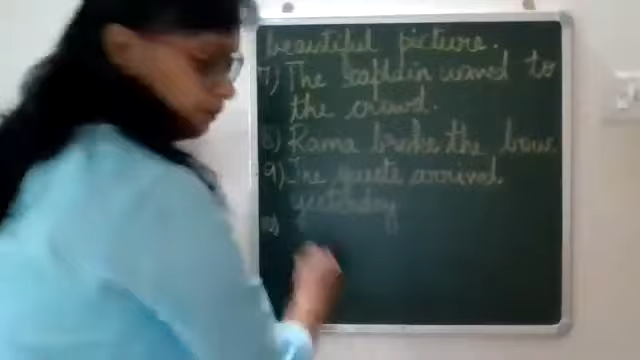 beautiful picture.
7) The captain waved to
the crowd.
8) Rama broke the bow
9) The guests arrived
yesterday
10)